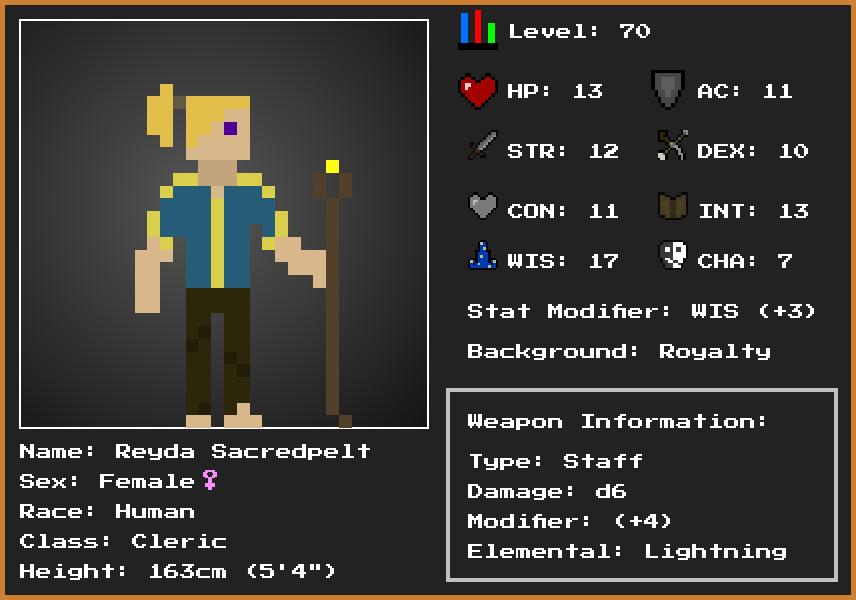 Level: 70
HP: 13 AC: 11
STR: 12 DEX: 10
CON: 11 INT: 13
WIS: 17 CHA: 7
Stat Modifier: WIS (+3)
Background: Royalty
Weapon Information:
Type: Staff
Damage: d6
Modifier: (+4)
Elemental: Lightning
Name: Reyda Sacredpelt
Sex: Female♀
Race: Human
Class: Cleric
Height: 163cm (5'4")